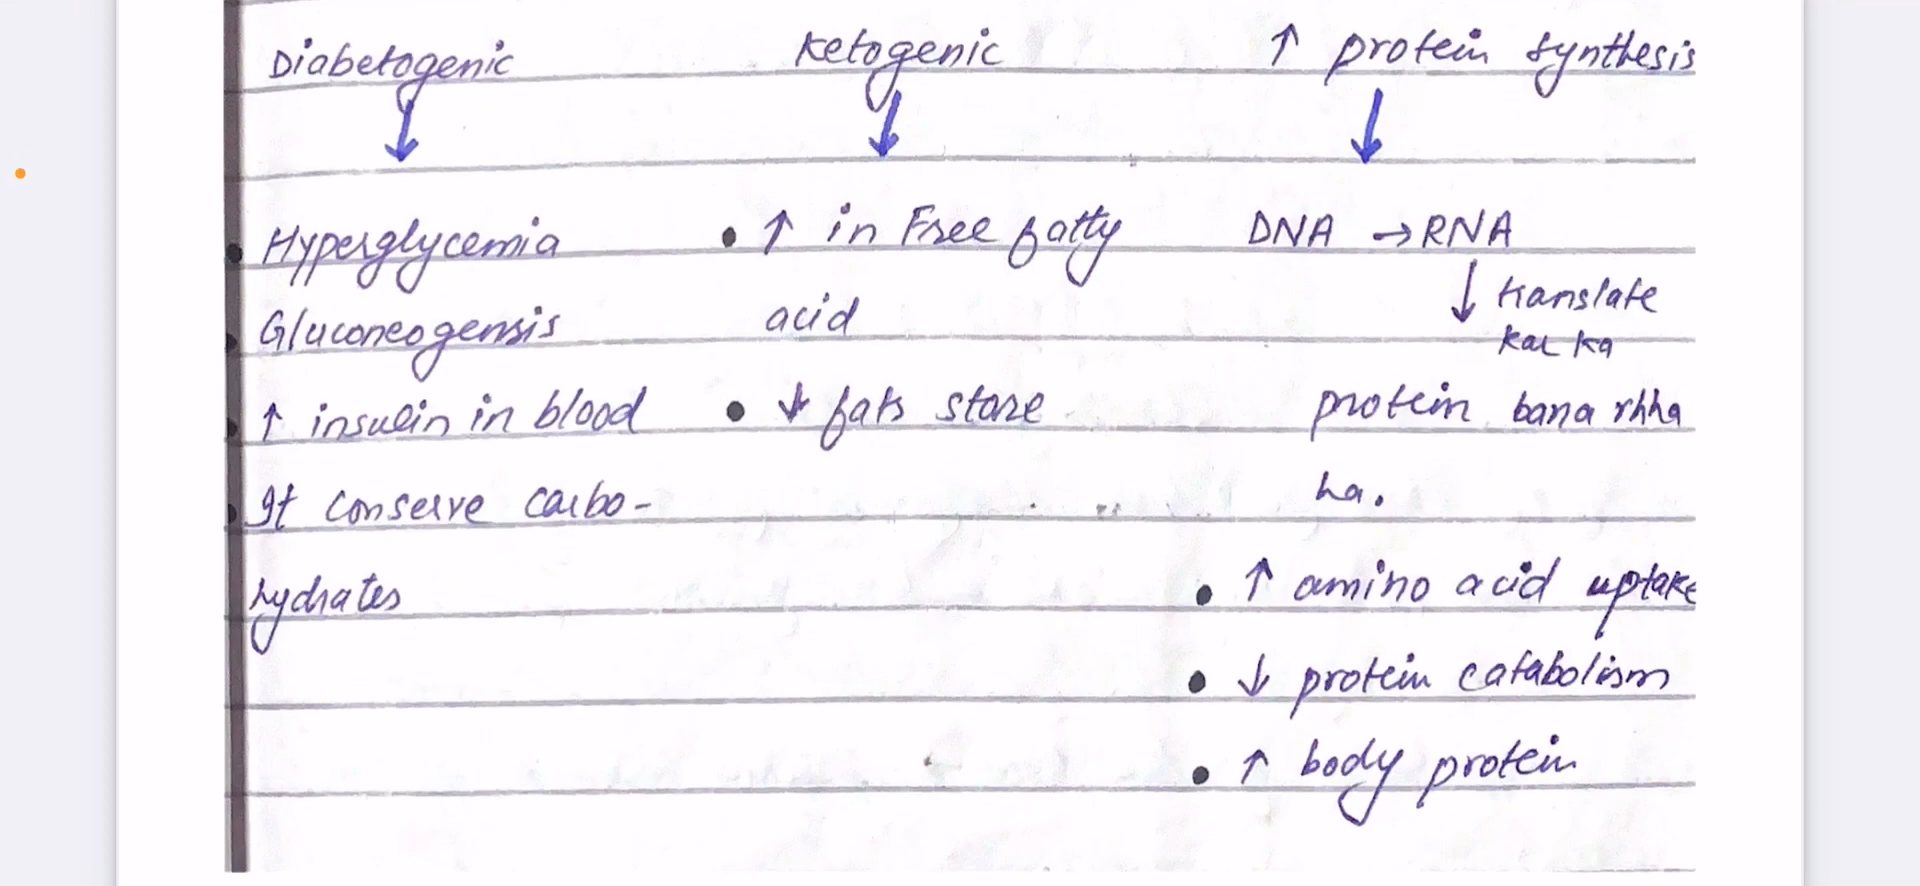 Diabetogenic Ketogenic ↑ protein synthesis
↓ ↓ ↓
• Hyperglycemia • ↑ in Free fatty DNA → RNA
acid ↓ translate
• Gluconeogensis kar ka
• ↑ insulin in blood • ↓ fats store protein bana rhha
• It conserve carbo- ha.
hydrates • ↑ amino acid uptake
• ↓ protein catabolism
• ↑ body protein